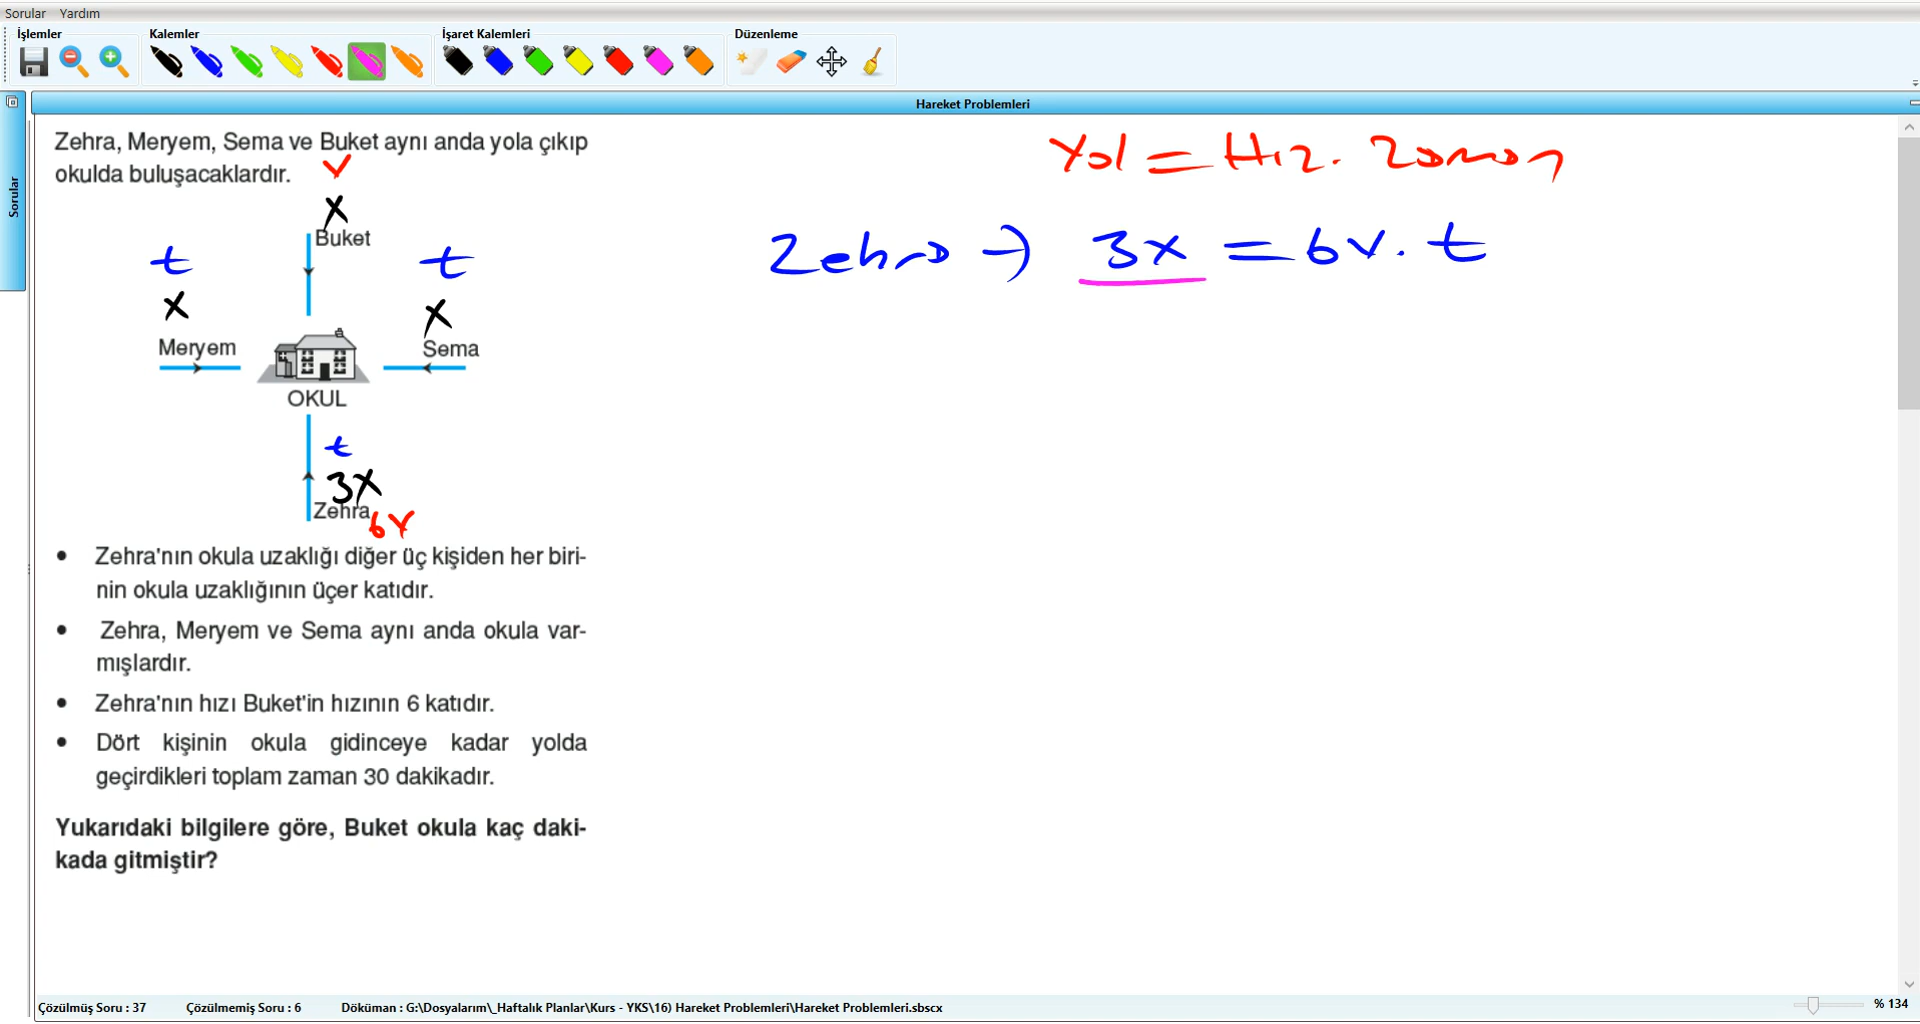 Sorular Yardım
İşlemler Kalemler İşaret Kalemleri Düzenleme
Hareket Problemleri
Sorular
Zehra, Meryem, Sema ve Buket aynı anda yola çıkıp
okulda buluşacaklardır.
V
x
Buket
t t
x x
Meryem Sema
OKUL
t
3x
Zehra
6V
Yol = Hız . Zaman
Zehra → 3x = 6V . t
• Zehra'nın okula uzaklığı diğer üç kişiden her biri-
nin okula uzaklığının üçer katıdır.
• Zehra, Meryem ve Sema aynı anda okula var-
mışlardır.
• Zehra'nın hızı Buket'in hızının 6 katıdır.
• Dört kişinin okula gidinceye kadar yolda
geçirdikleri toplam zaman 30 dakikadır.
Yukarıdaki bilgilere göre, Buket okula kaç daki-
kada gitmiştir?
Çözülmüş Soru : 37 Çözülmemiş Soru : 6 Döküman : G:\Dosyalarım\_Haftalık Planlar\Kurs - YKS\16) Hareket Problemleri\Hareket Problemleri.sbscx % 134